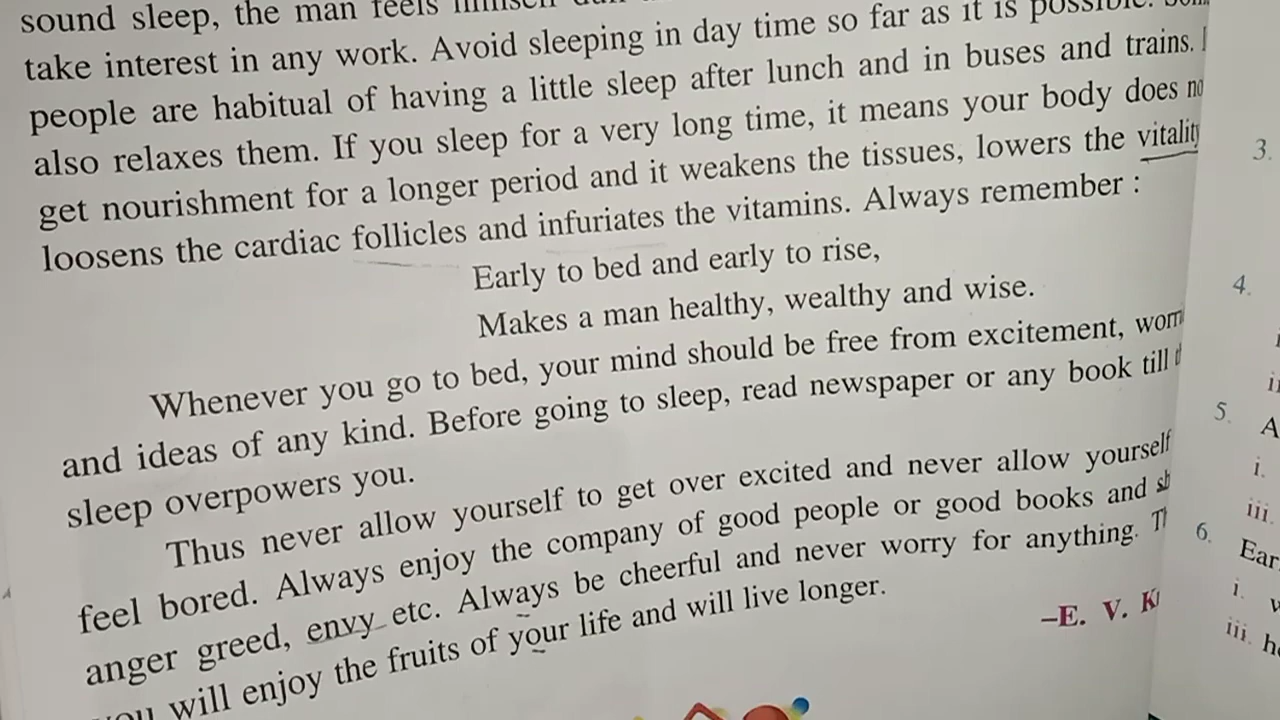 sound sleep, the man feels himself
take interest in any work. Avoid sleeping in day time so far as it is possible.
people are habitual of having a little sleep after lunch and in buses and trains.
also relaxes them. If you sleep for a very long time, it means your body does
get nourishment for a longer period and it weakens the tissues, lowers the vitality
loosens the cardiac follicles and infuriates the vitamins. Always remember :
Early to bed and early to rise,
Makes a man healthy, wealthy and wise.
Whenever you go to bed, your mind should be free from excitement,
and ideas of any kind. Before going to sleep, read newspaper or any book till
sleep overpowers you.
Thus never allow yourself to get over excited and never allow yourself
feel bored. Always enjoy the company of good people or good books and
anger greed, envy etc. Always be cheerful and never worry for anything.
you will enjoy the fruits of your life and will live longer.
–E. V.
3.
4.
5. A
i.
iii.
6.
i.
iii.